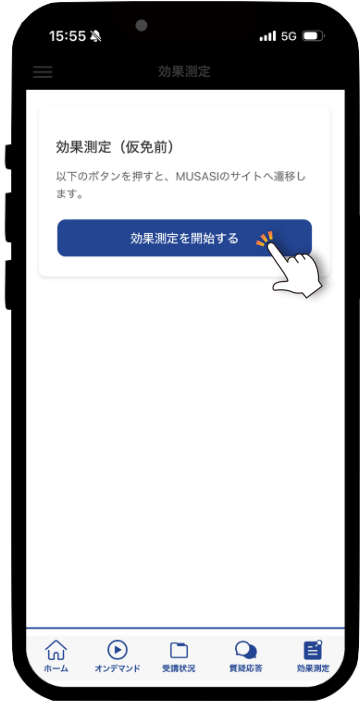 15:55 5G
効果測定
効果測定（仮免前）
以下のボタンを押すと、MUSASIのサイトへ遷移し
ます。
効果測定を開始する
ホーム オンデマンド 受講状況 質疑応答 効果測定